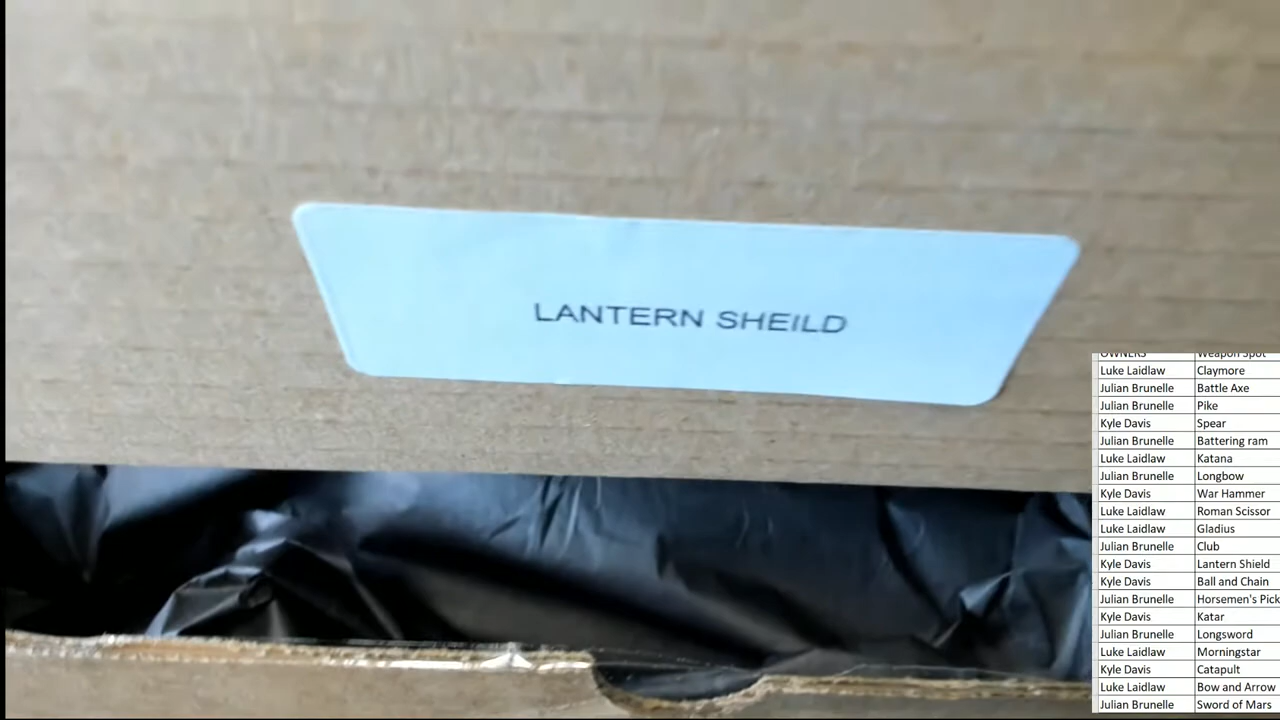 LANTERN SHEILD
OWNERS Weapon Spot
Luke Laidlaw Claymore
Julian Brunelle Battle Axe
Julian Brunelle Pike
Kyle Davis Spear
Julian Brunelle Battering ram
Luke Laidlaw Katana
Julian Brunelle Longbow
Kyle Davis War Hammer
Luke Laidlaw Roman Scissor
Luke Laidlaw Gladius
Julian Brunelle Club
Kyle Davis Lantern Shield
Kyle Davis Ball and Chain
Julian Brunelle Horsemen's Pick
Kyle Davis Katar
Julian Brunelle Longsword
Luke Laidlaw Morningstar
Kyle Davis Catapult
Luke Laidlaw Bow and Arrow
Julian Brunelle Sword of Mars